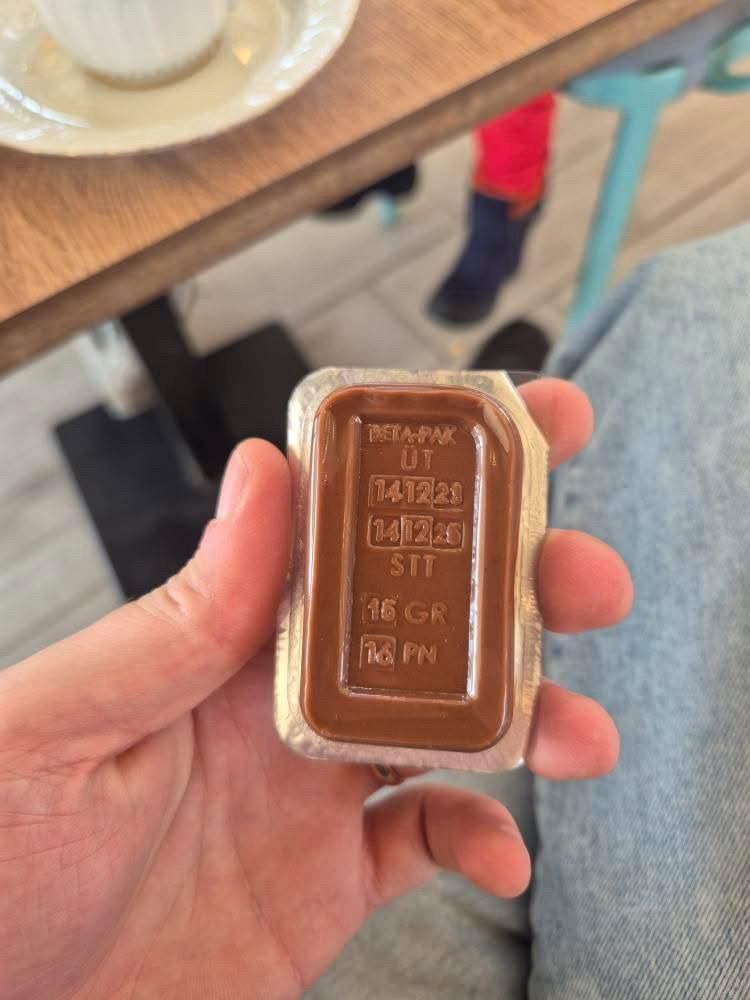 BETA-PAK
ÜT
14 12 23
14 12 25
STT
15 GR
16 PN